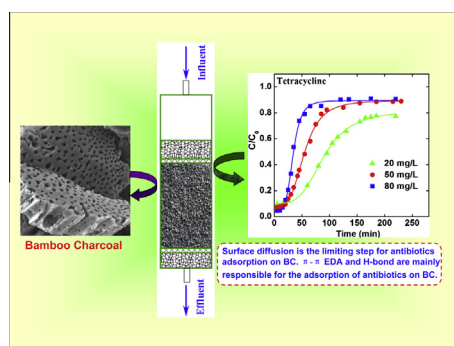 Influent
Bamboo Charcoal
Effluent
Tetracycline
C/C₀
1.0
0.8
0.6
0.4
0.2
0.0
20 mg/L
50 mg/L
80 mg/L
0 50 100 150 200 250
Time (min)
Surface diffusion is the limiting step for antibiotics
adsorption on BC. π - π EDA and H-bond are mainly
responsible for the adsorption of antibiotics on BC.